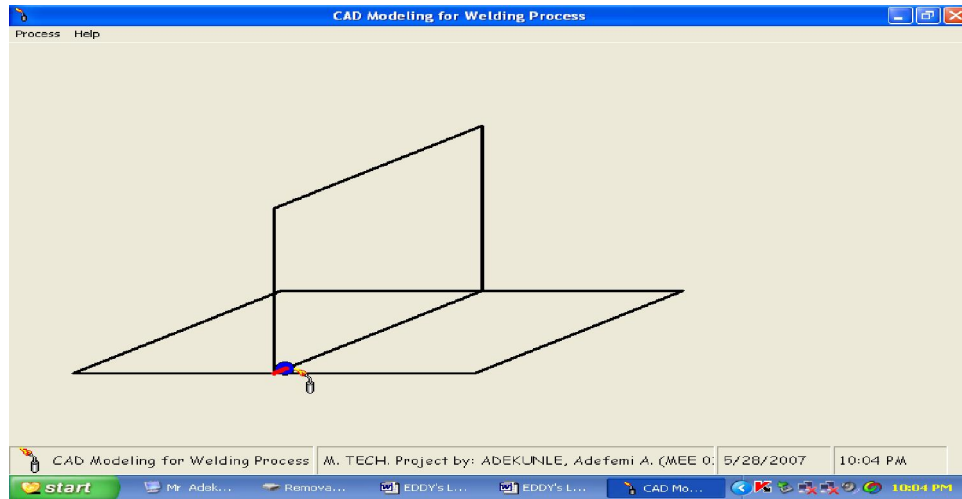 CAD Modeling for Welding Process
Process Help
CAD Modeling for Welding Process M. TECH. Project by: ADEKUNLE, Adefemi A. (MEE 0 5/28/2007 10:04 PM
start Mr Adek... Remova... EDDY's L... EDDY's L... CAD Mo... 10:04 PM